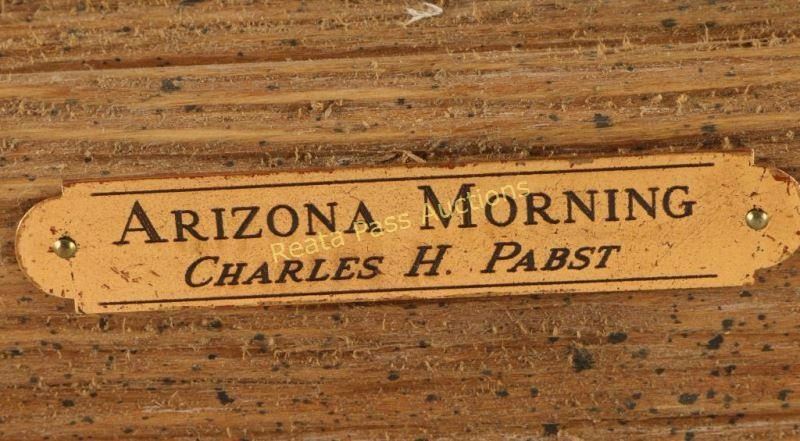 ARIZONA MORNING
CHARLES H. PABST
Reata Pass Auctions